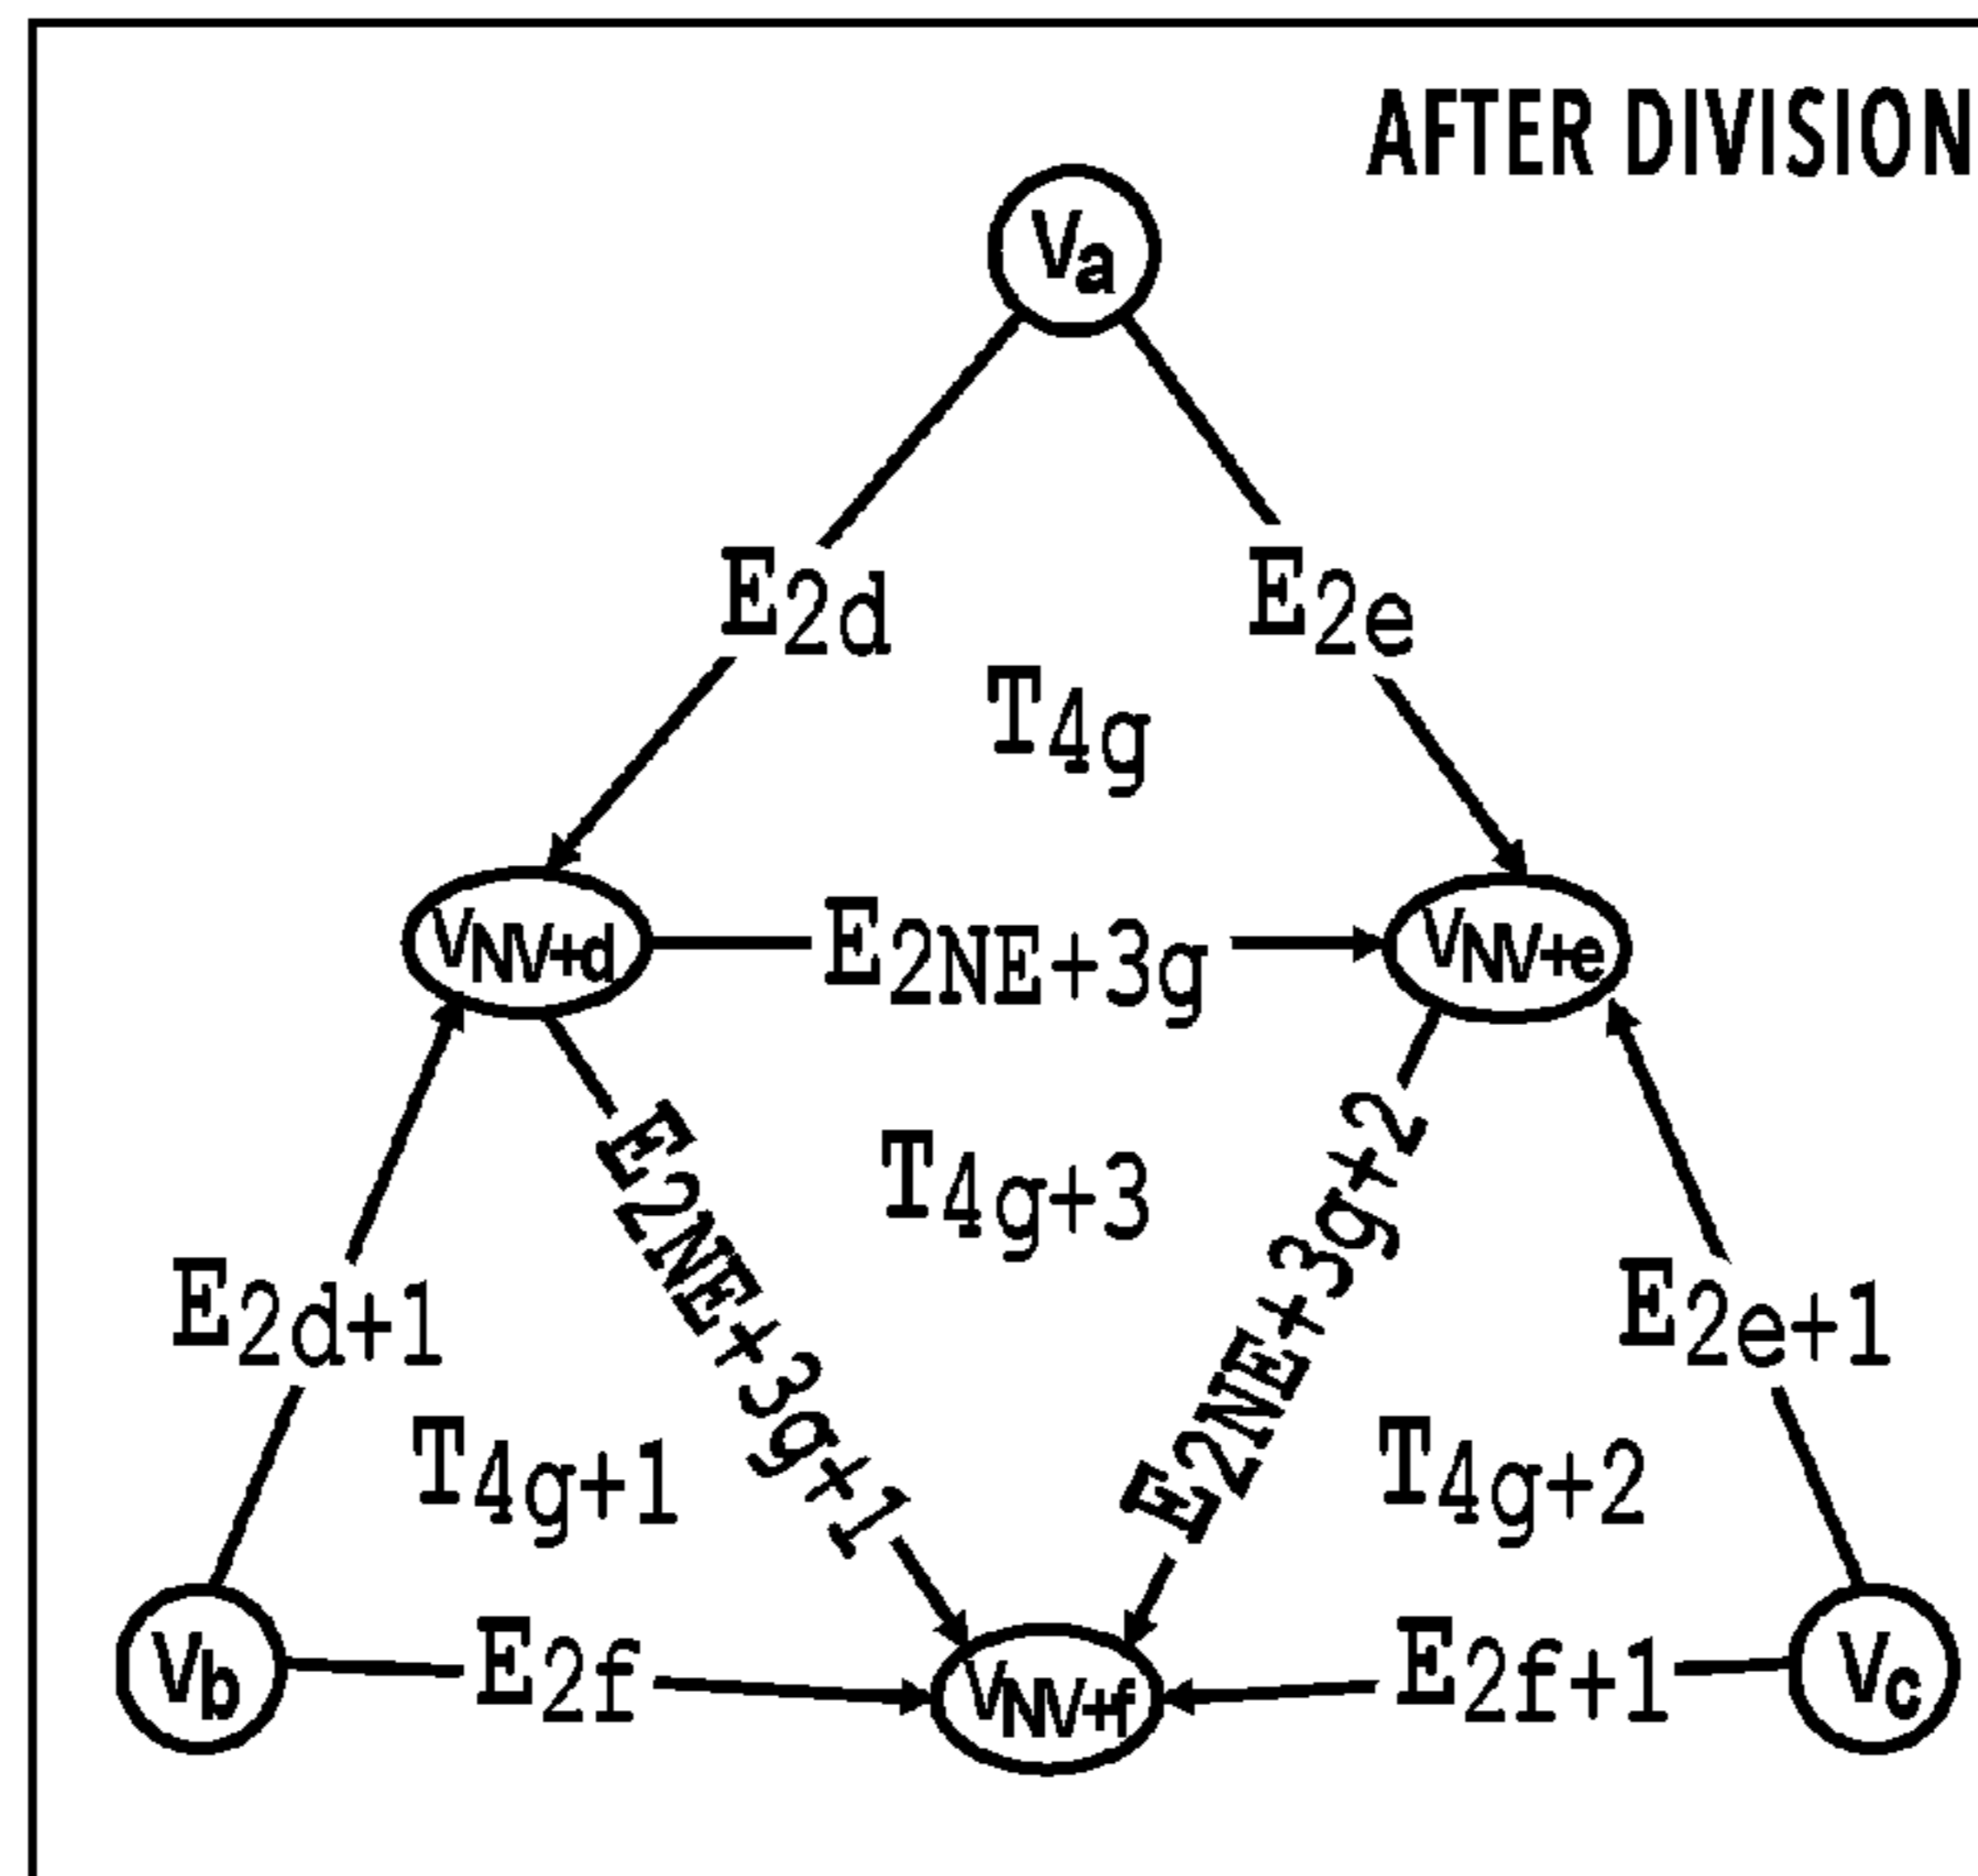 AFTER DIVISION
Va
E2d
E2e
T4g
VNV+d
E2NE+3g
VNV+e
E2NE+3g+1
T4g+3
E2NE+3g+2
E2d+1
E2e+1
T4g+1
T4g+2
Vb
E2f
VNV+f
E2f+1
Vc